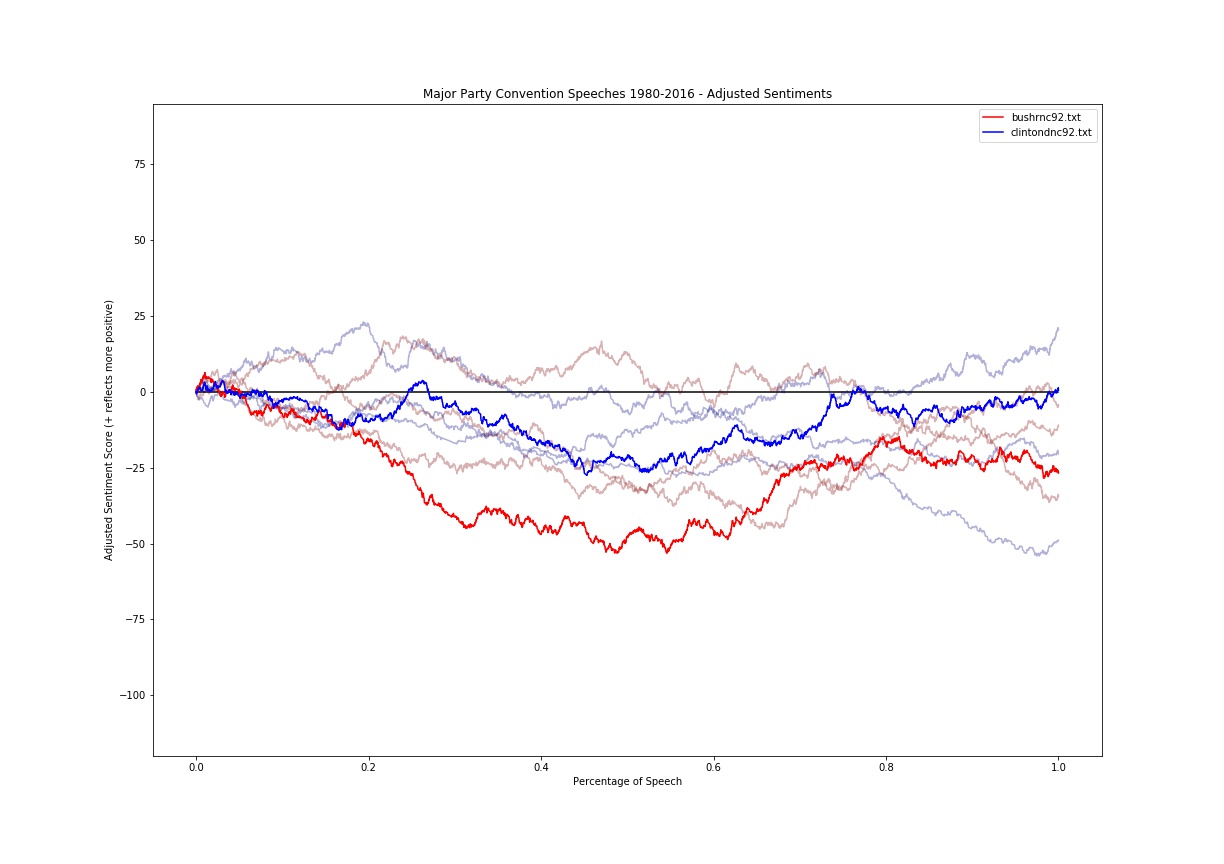 Major Party Convention Speeches 1980-2016 - Adjusted Sentiments
bushrnc92.txt
clintondnc92.txt
75
50
25
0
−25
−50
−75
−100
Adjusted Sentiment Score (+ reflects more positive)
0.0 0.2 0.4 0.6 0.8 1.0
Percentage of Speech